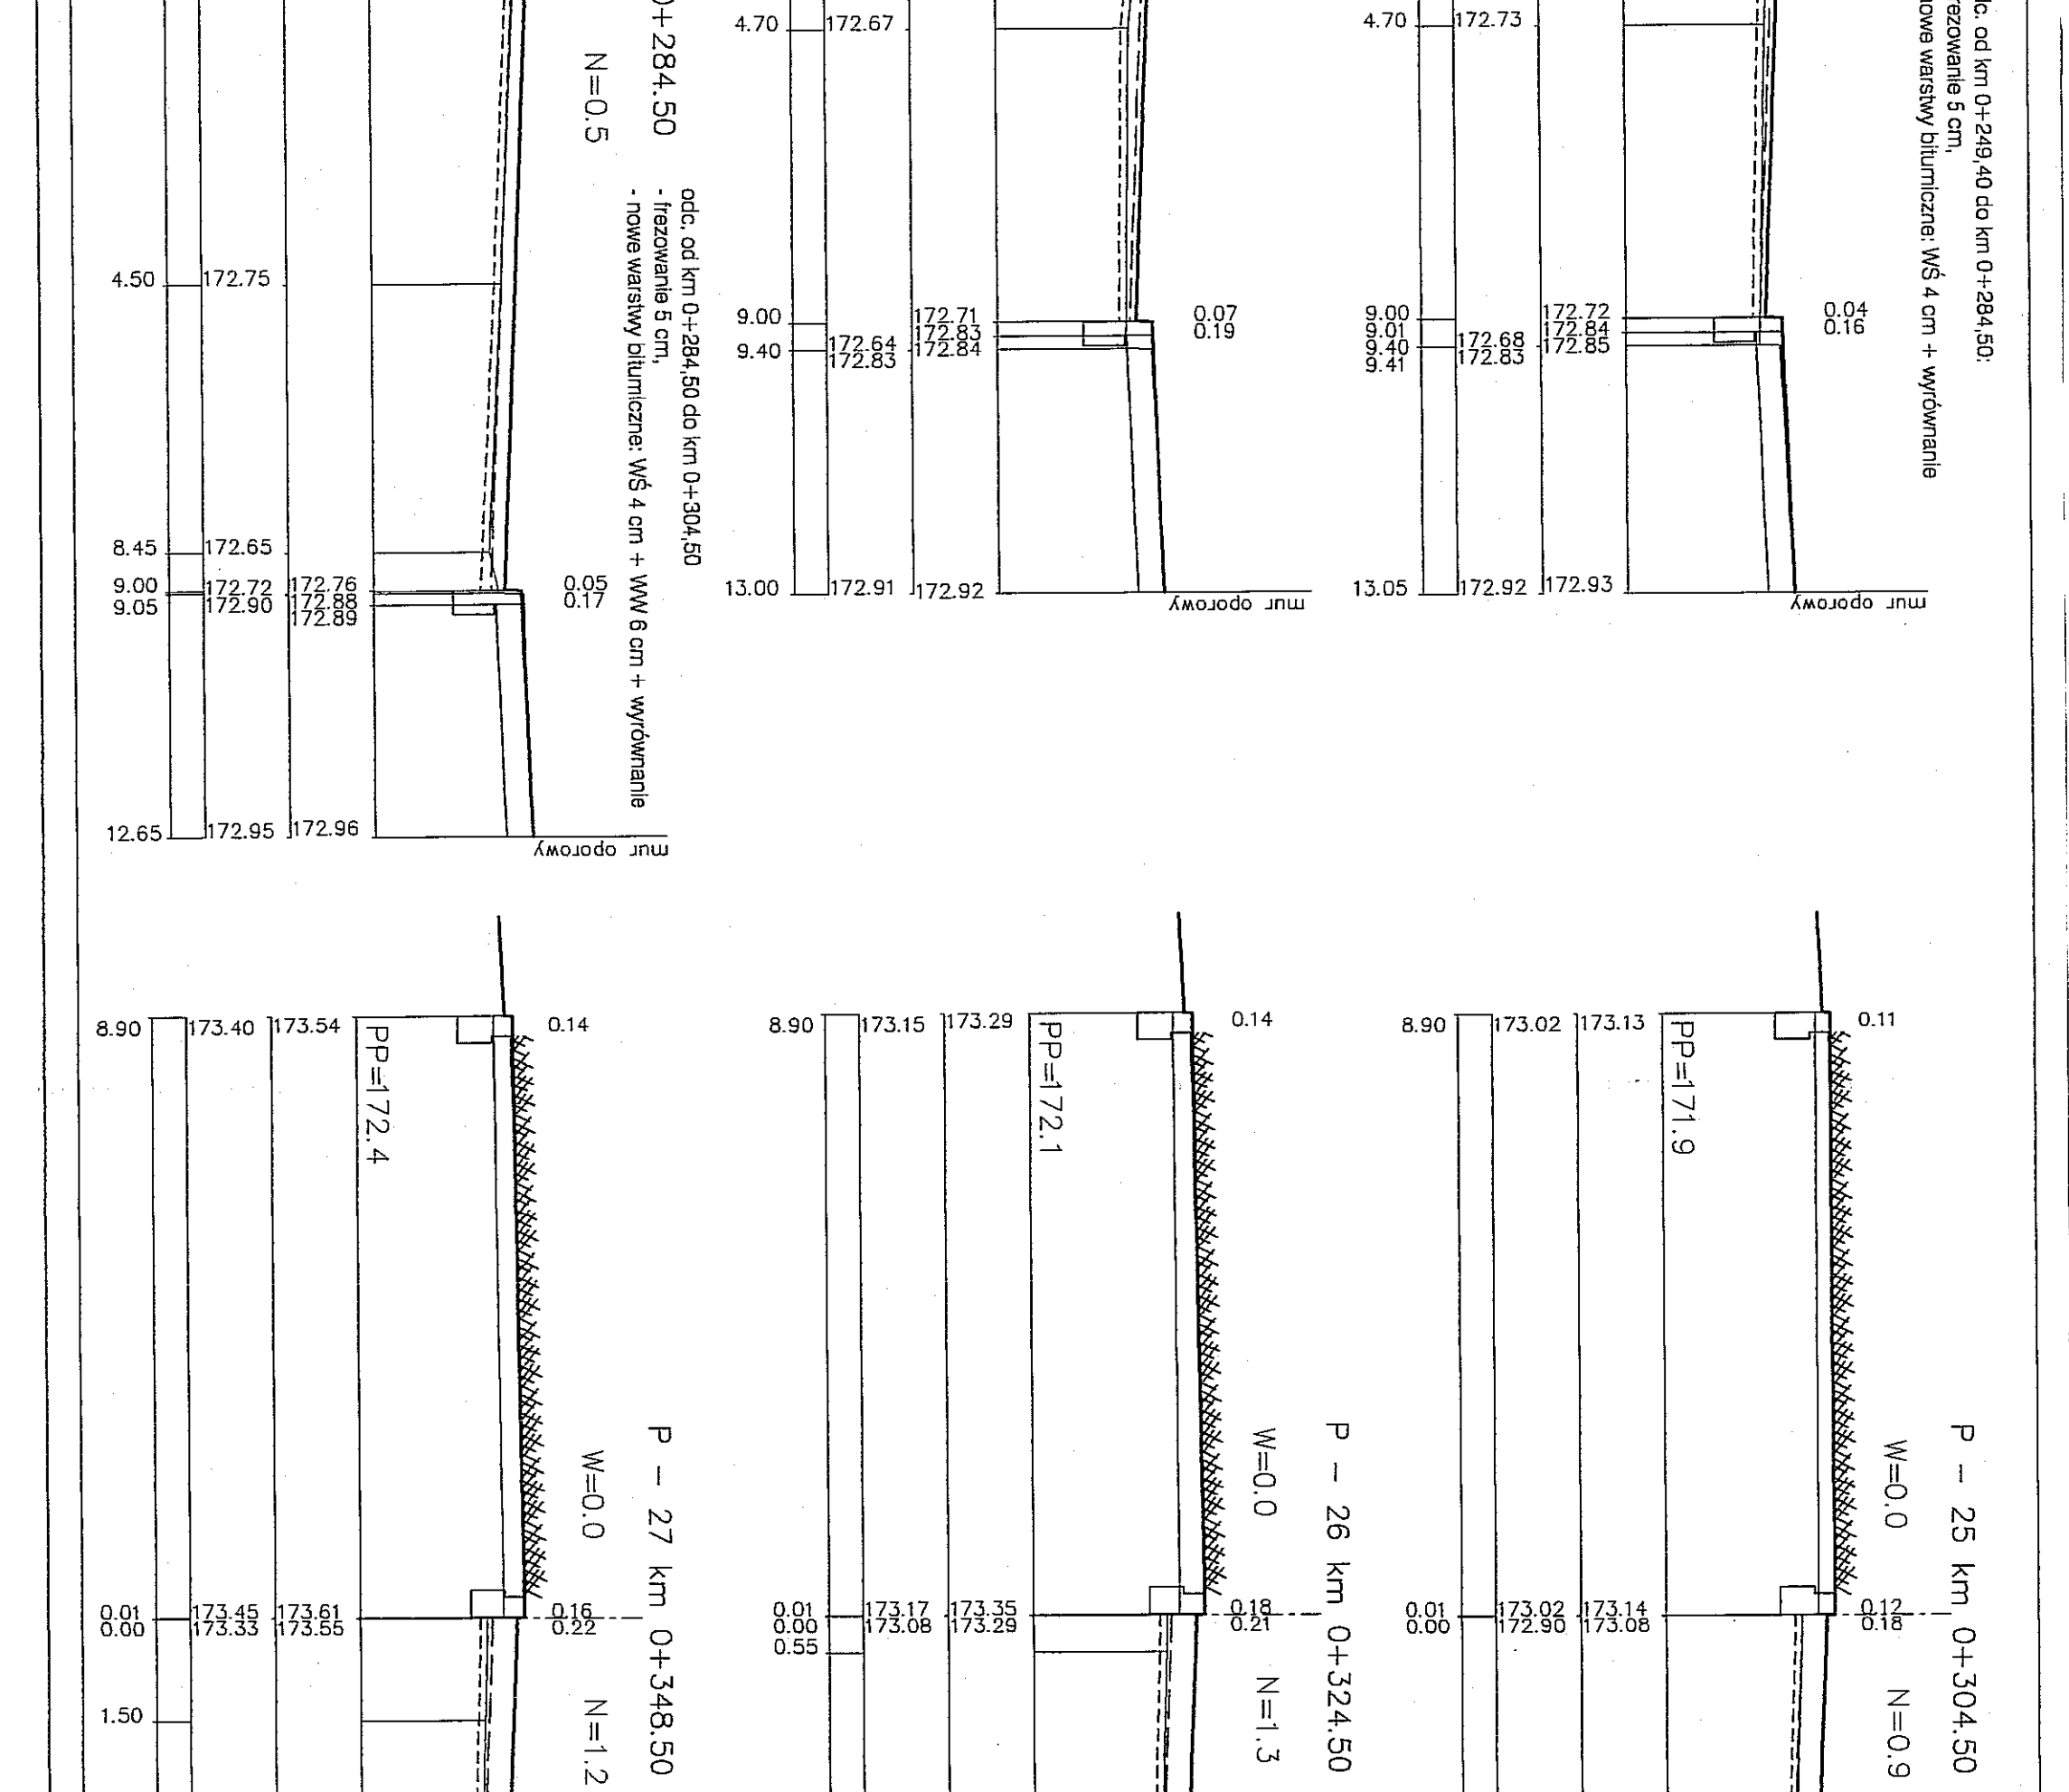 odc. od km 0+249,40 do km 0+284,50:
frezowanie 5 cm,
nowe warstwy bitumiczne: WŚ 4 cm + wyrównanie
4.70 172.73
9.00 172.72 0.04
9.01 172.84 0.16
9.40 172.68 172.85
9.41 172.83
13.05 172.92 172.93
mur oporowy
4.70 172.67
9.00 172.71 0.07
172.83 0.19
9.40 172.64 172.84
172.83
13.00 172.91 172.92
mur oporowy
0+284.50
N=0.5
odc. od km 0+284,50 do km 0+304,50
- frezowanie 5 cm,
- nowe warstwy bitumiczne: WŚ 4 cm + WW 6 cm + wyrównanie
4.50 172.75
8.45 172.65
9.00 172.72 172.76 0.05
9.05 172.90 172.88 0.17
172.89
12.65 172.95 172.96
mur oporowy
P - 25 km 0+304.50
W=0.0 N=0.9
PP=171.9
8.90 173.02 173.13 0.11
0.01 173.02 173.14 0.12
0.00 172.90 173.08 0.18
P - 26 km 0+324.50
W=0.0 N=1.3
PP=172.1
8.90 173.15 173.29 0.14
0.01 173.17 173.35 0.18
0.00 173.08 173.29 0.21
0.55
P - 27 km 0+348.50
W=0.0 N=1.2
PP=172.4
8.90 173.40 173.54 0.14
0.01 173.45 173.61 0.16
0.00 173.33 173.55 0.22
1.50